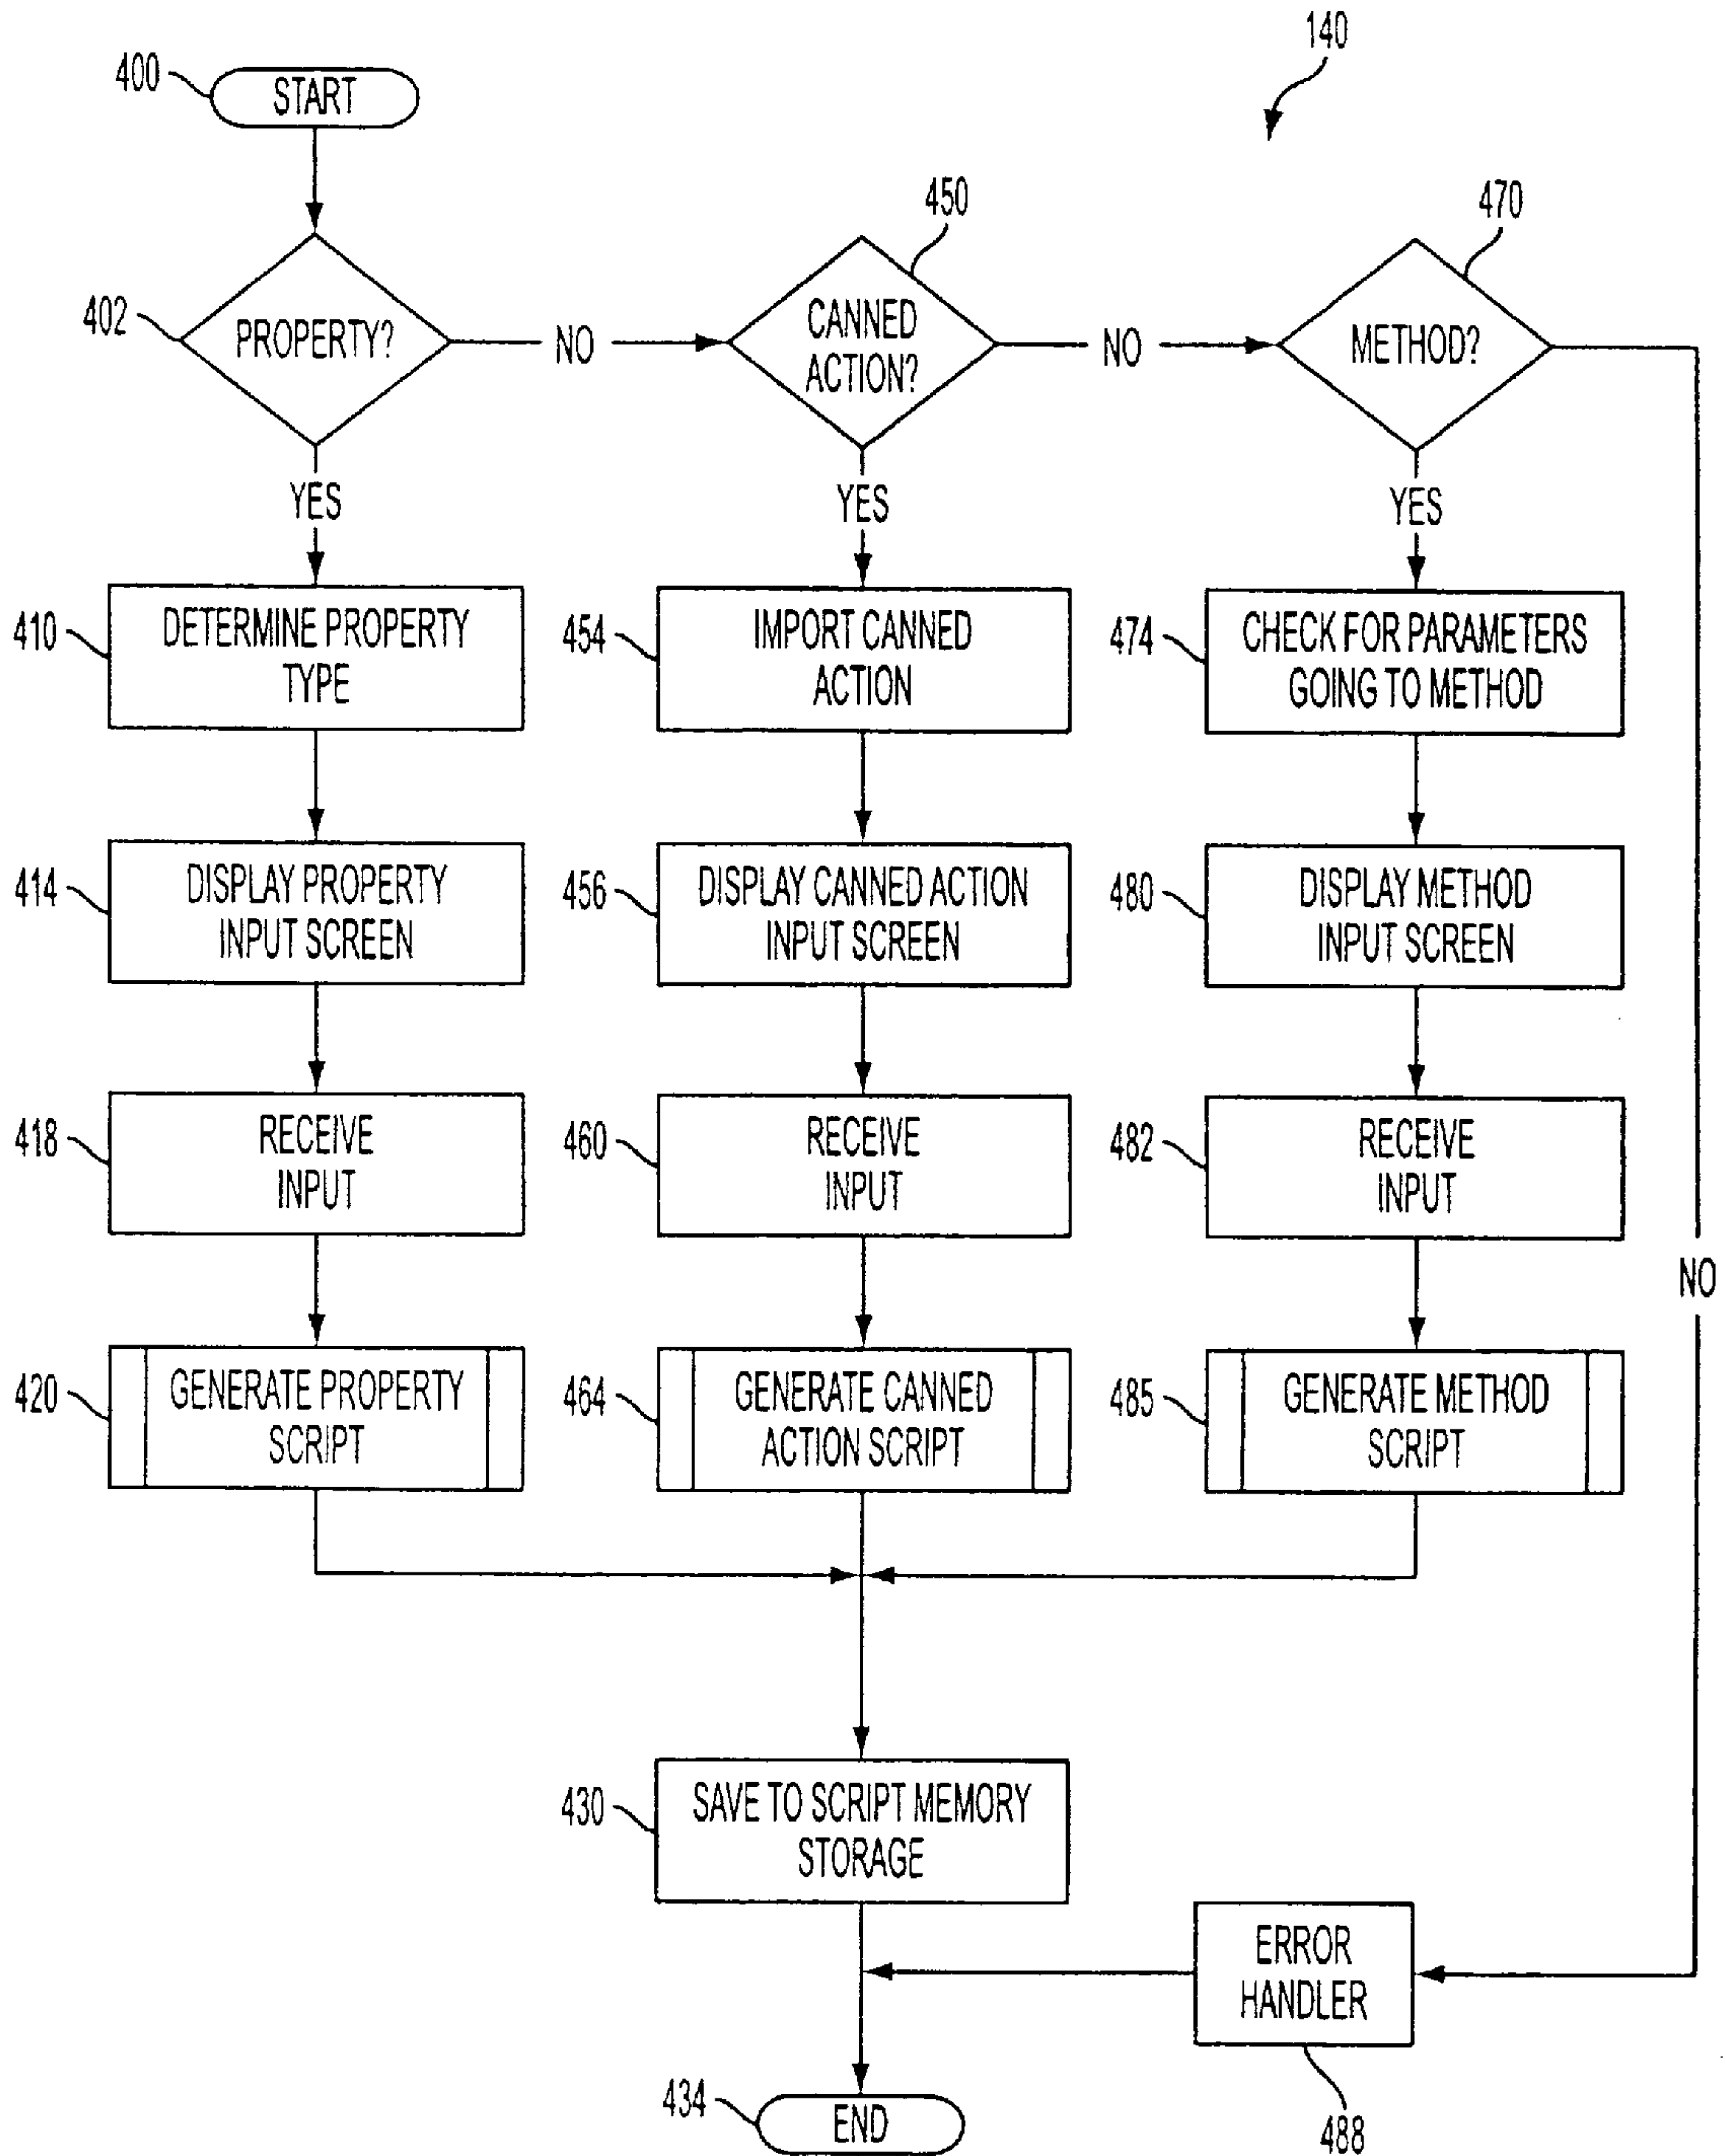 140
400
START
450
470
402
PROPERTY?
NO
CANNED
ACTION?
NO
METHOD?
YES
YES
YES
410
DETERMINE PROPERTY
TYPE
454
IMPORT CANNED
ACTION
474
CHECK FOR PARAMETERS
GOING TO METHOD
414
DISPLAY PROPERTY
INPUT SCREEN
456
DISPLAY CANNED ACTION
INPUT SCREEN
480
DISPLAY METHOD
INPUT SCREEN
418
RECEIVE
INPUT
460
RECEIVE
INPUT
482
RECEIVE
INPUT
NO
420
GENERATE PROPERTY
SCRIPT
464
GENERATE CANNED
ACTION SCRIPT
485
GENERATE METHOD
SCRIPT
430
SAVE TO SCRIPT MEMORY
STORAGE
ERROR
HANDLER
488
434
END